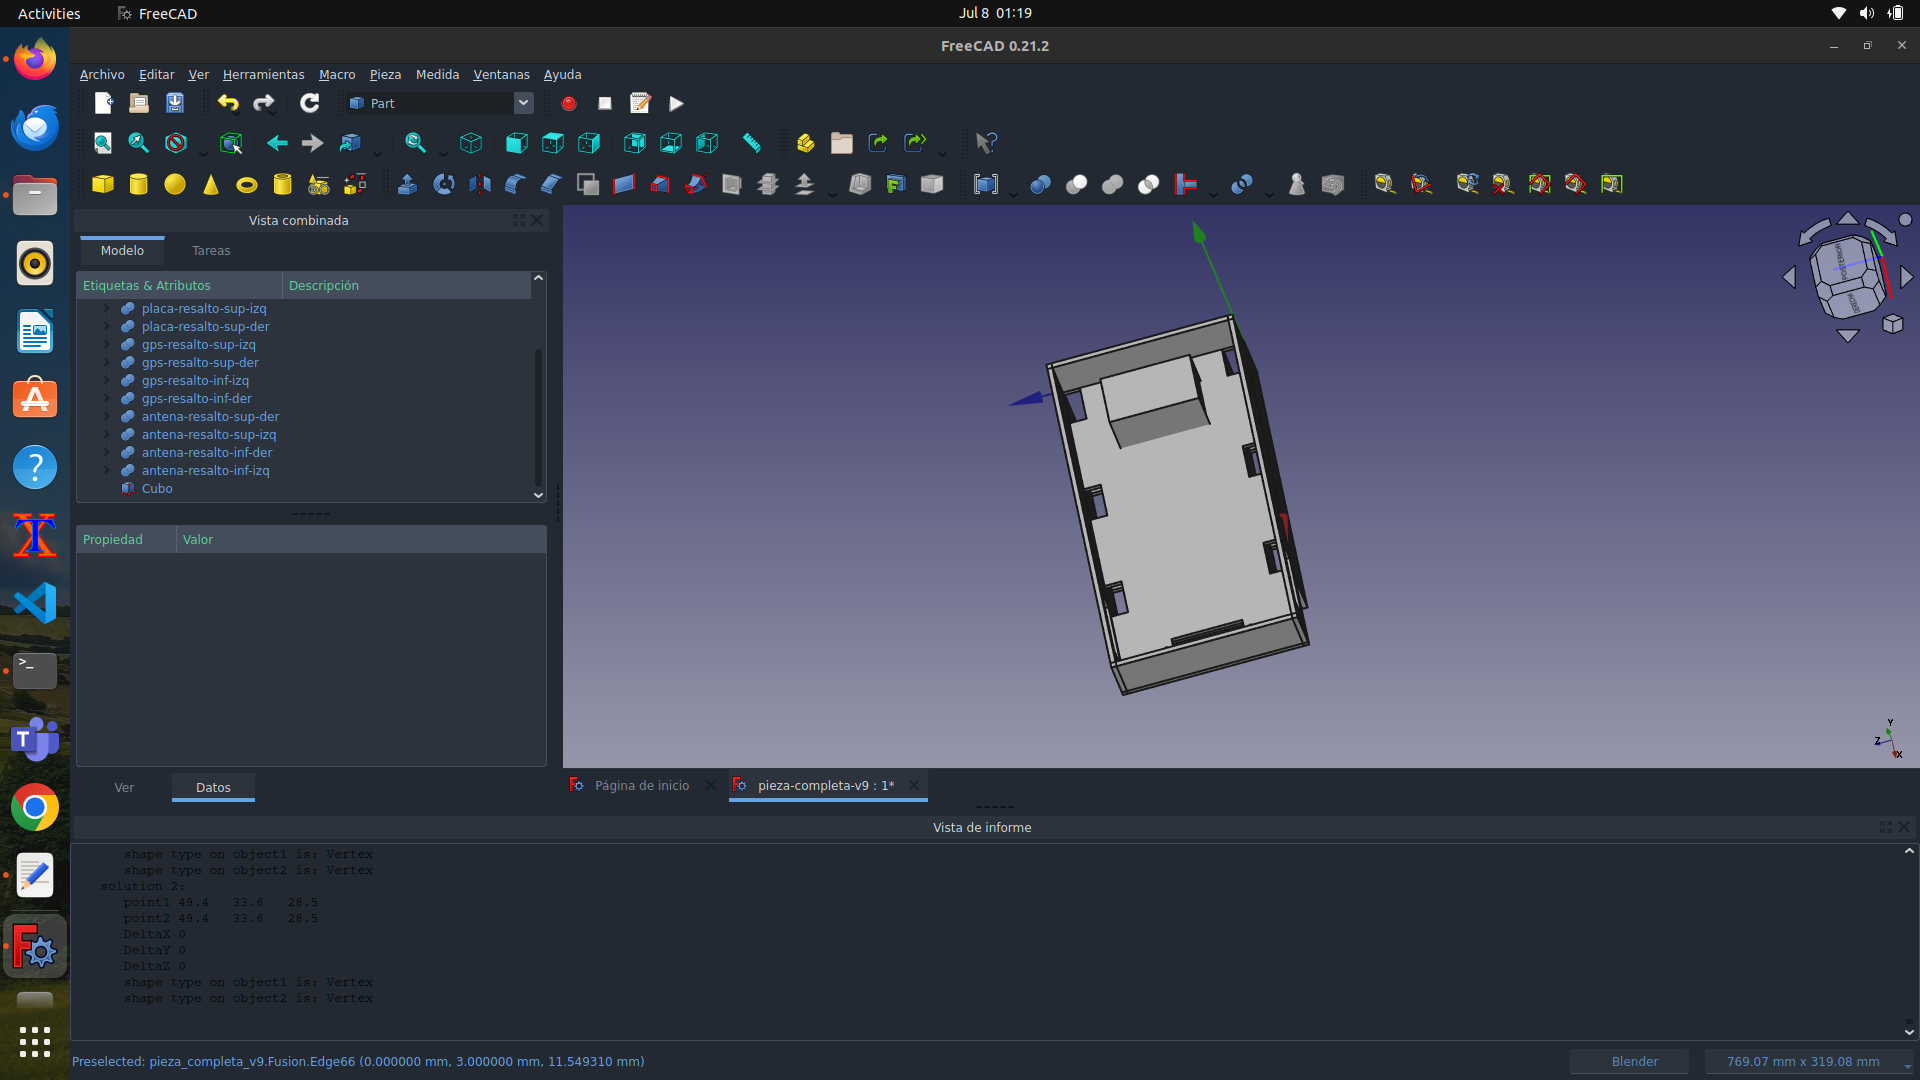 Activities
FreeCAD
Jul 8 01:19
FreeCAD 0.21.2
Archivo Editar Ver Herramientas Macro Pieza Medida Ventanas Ayuda
Part
Vista combinada
Modelo Tareas
Etiquetas & Atributos Descripción
placa-resalto-sup-izq
placa-resalto-sup-der
gps-resalto-sup-izq
gps-resalto-sup-der
gps-resalto-inf-izq
gps-resalto-inf-der
antena-resalto-sup-der
antena-resalto-sup-izq
antena-resalto-inf-der
antena-resalto-inf-izq
Cubo
Propiedad Valor
Ver Datos
POSTERIOR
Y
Z
X
Página de inicio
pieza-completa-v9 : 1*
Vista de informe
shape type on object1 is: Vertex
shape type on object2 is: Vertex
solution 2:
point1 49.4 33.6 28.5
point2 49.4 33.6 28.5
DeltaX 0
DeltaY 0
DeltaZ 0
shape type on object1 is: Vertex
shape type on object2 is: Vertex
Preselected: pieza_completa_v9.Fusion.Edge66 (0.000000 mm, 3.000000 mm, 11.549310 mm)
Blender
769.07 mm x 319.08 mm